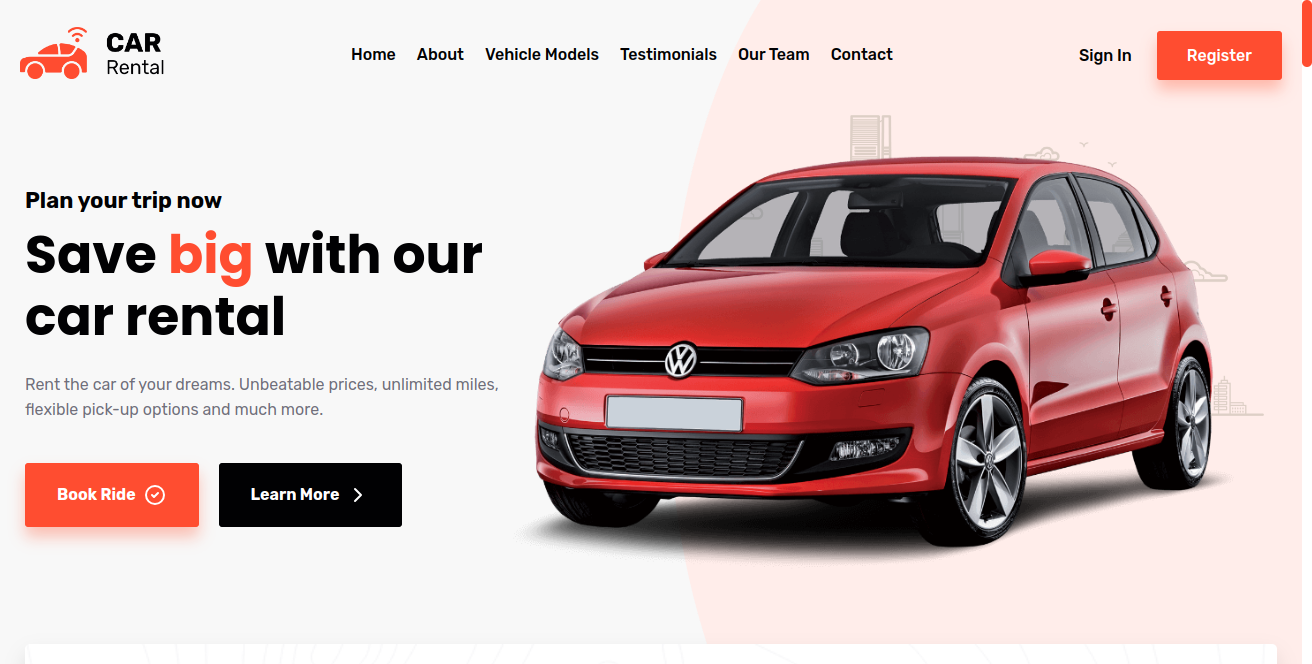 CAR
Rental
Home About Vehicle Models Testimonials Our Team Contact
Sign In Register
Plan your trip now
Save big with our
car rental
Rent the car of your dreams. Unbeatable prices, unlimited miles,
flexible pick-up options and much more.
Book Ride Learn More